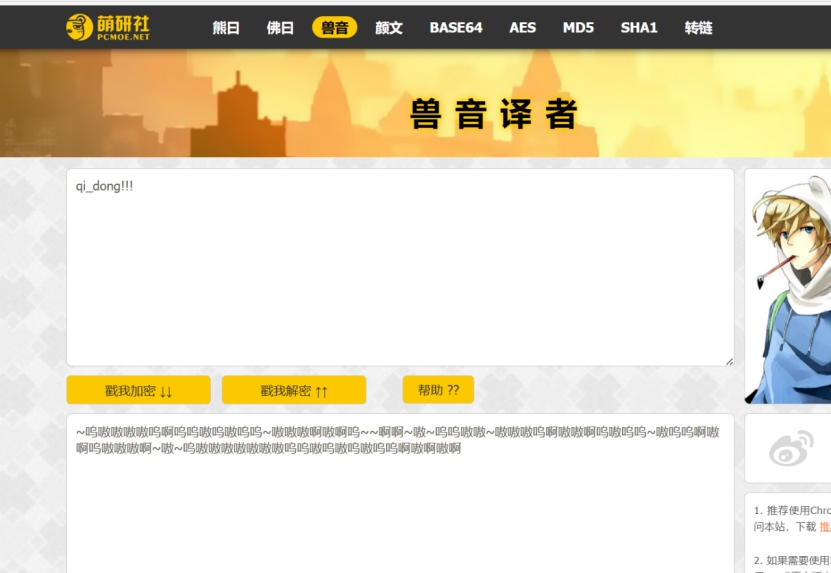 萌研社
PCMOE.NET
熊曰 佛曰 兽音 颜文 BASE64 AES MD5 SHA1 转链
兽音译者
qi_dong!!!
戳我加密 ↓↓ 戳我解密 ↑↑ 帮助 ??
~呜嗷嗷嗷嗷呜啊呜呜嗷呜嗷呜呜~嗷嗷嗷啊嗷啊呜~~啊啊~嗷~呜呜嗷嗷~嗷嗷嗷呜啊嗷嗷啊呜嗷呜呜~嗷呜呜啊嗷
啊呜嗷嗷嗷啊~嗷~呜嗷嗷嗷嗷嗷嗷呜呜嗷呜嗷呜嗷呜呜啊嗷啊嗷啊
1. 推荐使用Chro
问本站，下载 推
2. 如果需要使用